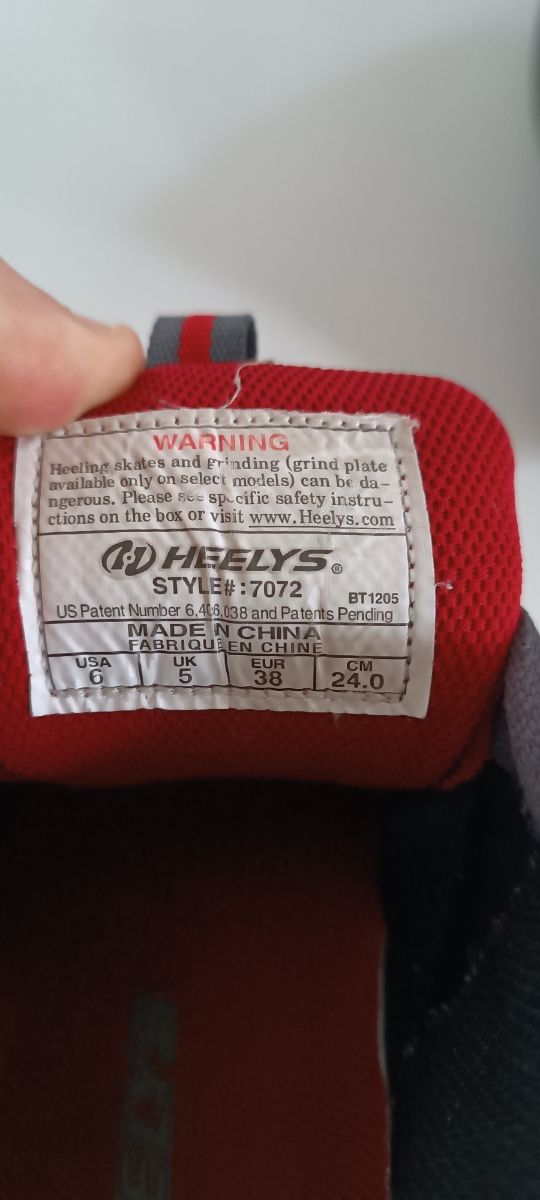 WARNING
Heeling skates and grinding (grind plate
available only on select models) can be da-
ngerous. Please see specific safety instru-
ctions on the box or visit www.Heelys.com
HEELYS®
STYLE#:7072
BT1205
US Patent Number 6,406,038 and Patents Pending
MADE IN CHINA
FABRIQUE EN CHINE
USA UK EUR CM
6 5 38 24.0
ELYS